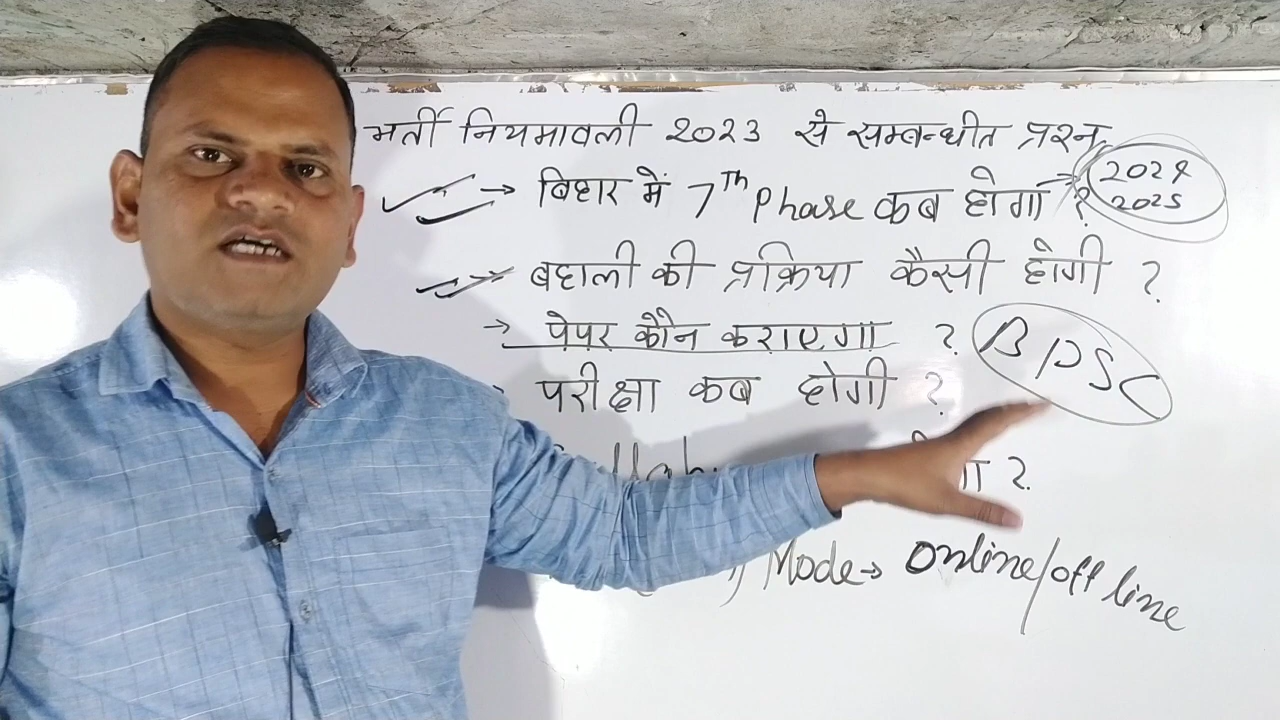 भर्ती नियमावली 2023 से सम्बन्धीत प्रश्न
→ बिहार में 7th Phase कब होगा ? → 2024
2025
→ बहाली की प्रक्रिया कैसी होगी ?
→ पेपर कौन कराएगा ? BPSC
परीक्षा कब होगी ?
?
Mode → Online/off line